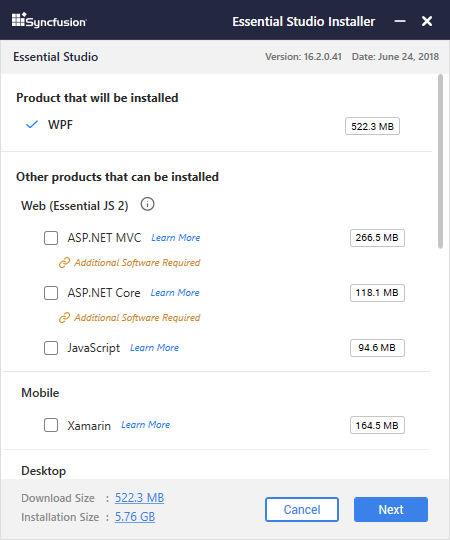 Syncfusion Essential Studio Installer
Essential Studio Version: 16.2.0.41 Date: June 24, 2018
Product that will be installed
WPF 522.3 MB
Other products that can be installed
Web (Essential JS 2)
ASP.NET MVC Learn More 266.5 MB
Additional Software Required
ASP.NET Core Learn More 118.1 MB
Additional Software Required
JavaScript Learn More 94.6 MB
Mobile
Xamarin Learn More 164.5 MB
Desktop
Download Size : 522.3 MB
Installation Size : 5.76 GB
Cancel Next